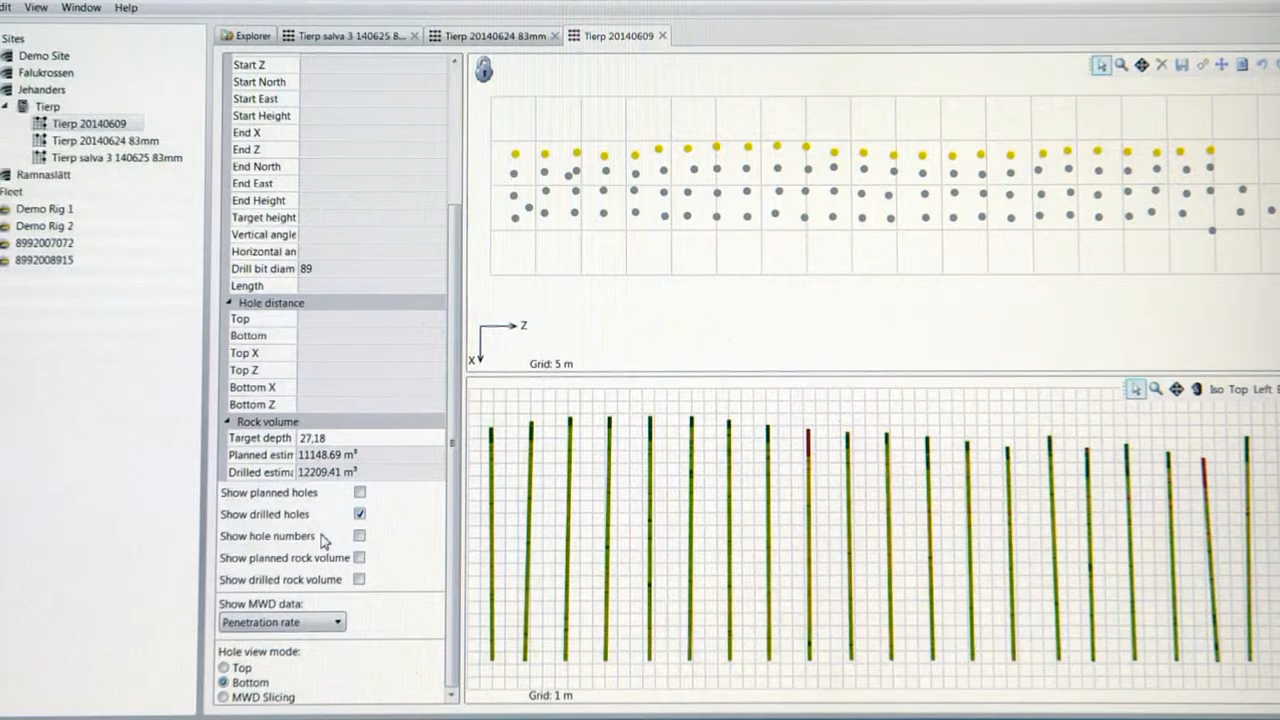 dit View Window Help
Sites
Demo Site
Falukrossen
Jehanders
Tierp
Tierp 20140609
Tierp 20140624 83mm
Tierp salva 3 140625 83mm
Ramnaslätt
Fleet
Demo Rig 1
Demo Rig 2
8992007072
8992008915
Explorer Tierp salva 3 140625 8... Tierp 20140624 83mm Tierp 20140609
Start Z
Start North
Start East
Start Height
End X
End Z
End North
End East
End Height
Target height
Vertical angle
Horizontal an
Drill bit diam 89
Length
Hole distance
Top
Bottom
Top X
Top Z
Bottom X
Bottom Z
Rock volume
Target depth 27,18
Planned estin 11148.69 m³
Drilled estima 12209.41 m³
Show planned holes
Show drilled holes
Show hole numbers
Show planned rock volume
Show drilled rock volume
Show MWD data:
Penetration rate
Hole view mode:
Top
Bottom
MWD Slicing
Z
X
Grid: 5 m
Iso Top Left
Grid: 1 m